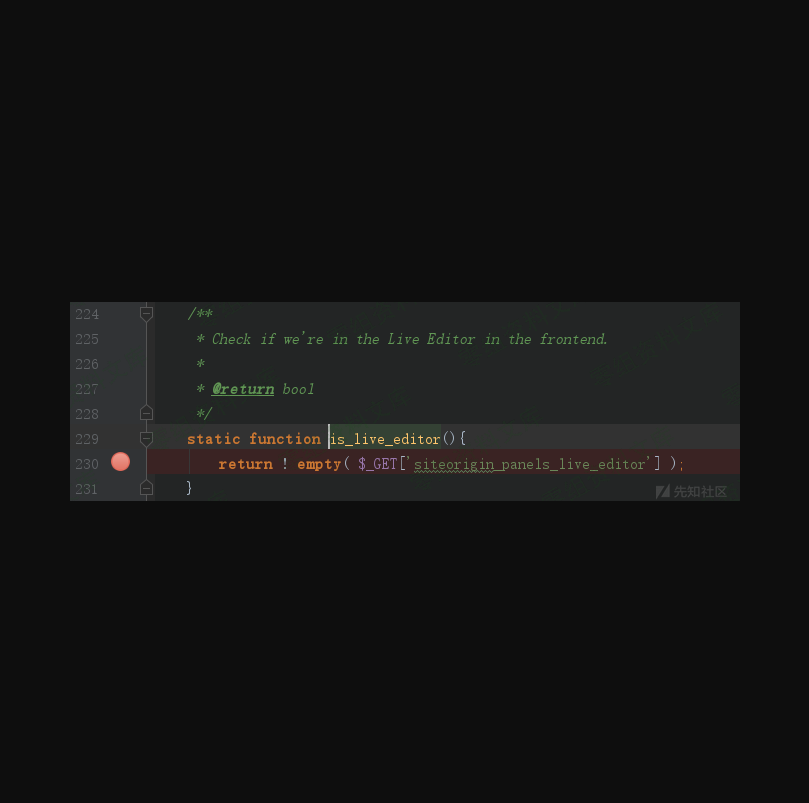 224 /**
225 * Check if we're in the Live Editor in the frontend.
226 *
227 * @return bool
228 */
229 static function is_live_editor(){
230 return ! empty( $_GET['siteorigin_panels_live_editor'] );
231 }
先知社区